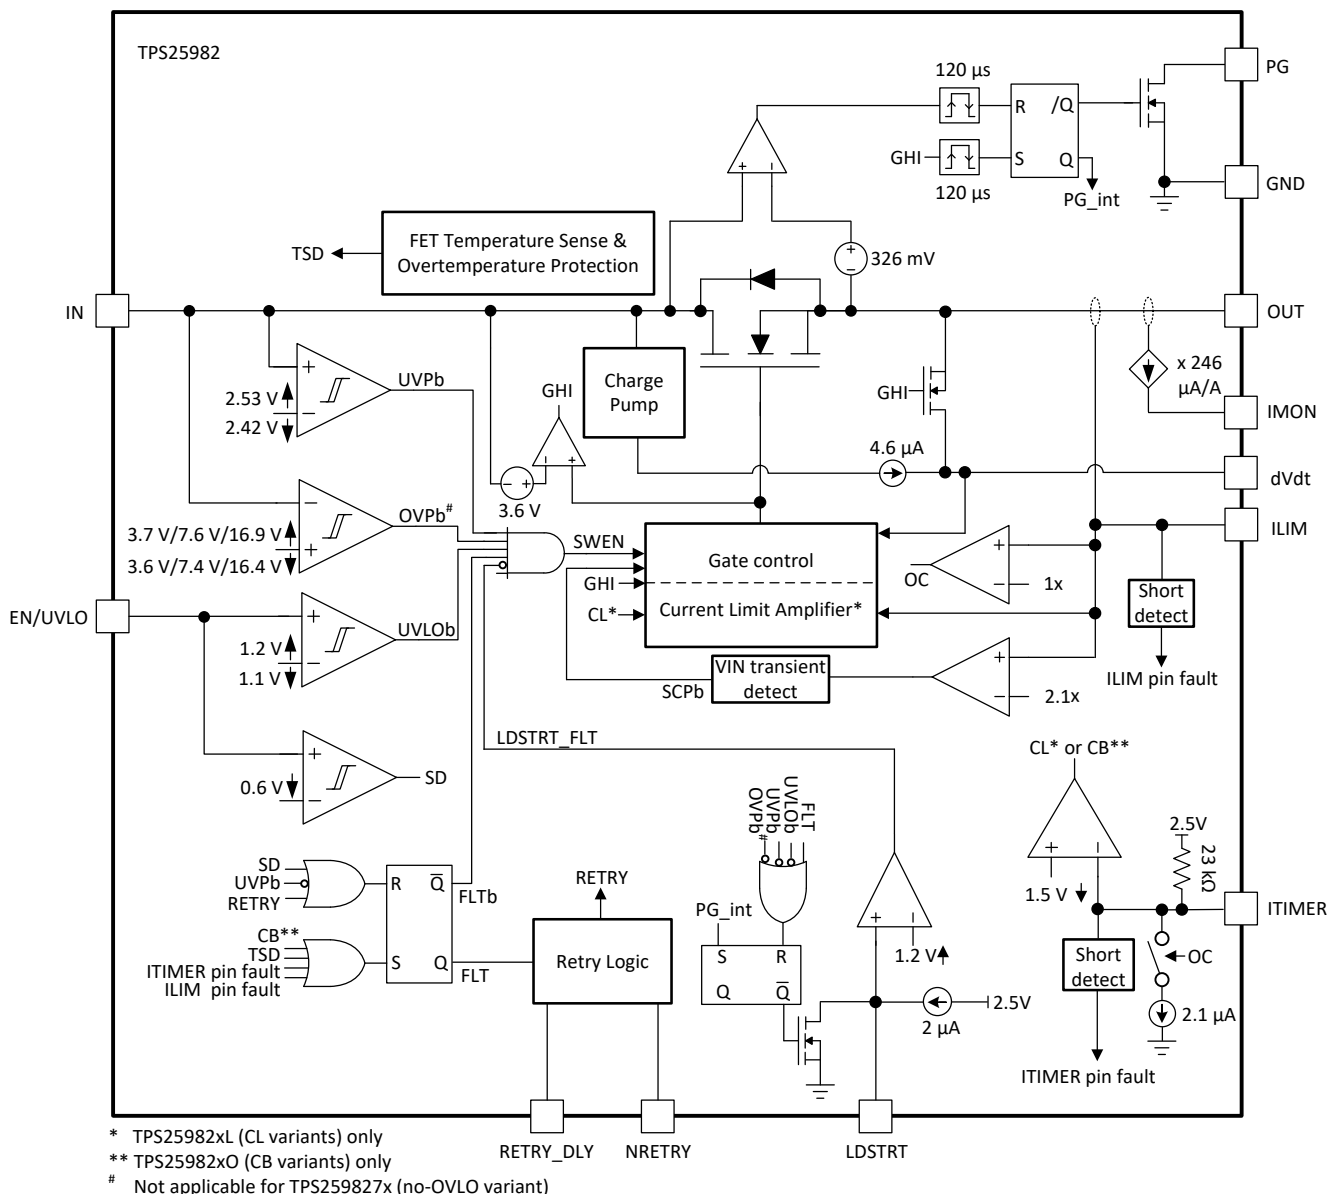 TPS25982
120 µs
PG
R
/Q
GHI
S
Q
120 µs
PG_int
GND
FET Temperature Sense &
Overtemperature Protection
TSD
+
−
+
−
326 mV
IN
OUT
+
−
UVPb
2.53 V
2.42 V
GHI
Charge
Pump
GHI
x 246
µA/A
IMON
4.6 µA
−
+
−
+
3.6 V
dVdt
−
+
OVPb#
3.7 V/7.6 V/16.9 V
3.6 V/7.4 V/16.4 V
ILIM
SWEN
Gate control
GHI
CL*
Current Limit Amplifier*
+
−
OC
1x
Short
detect
ILIM pin fault
EN/UVLO
+
−
UVLOb
1.2 V
1.1 V
VIN transient
detect
SCPb
+
−
2.1x
LDSTRT_FLT
+
−
0.6 V
SD
CL* or CB**
OVPb#
UVPb
UVLOb
FLT
+
−
1.5 V
2.5V
23 kΩ
ITIMER
SD
UVPb
RETRY
R
Q
FLTb
CB**
TSD
ITIMER pin fault
ILIM pin fault
S
Q
FLT
RETRY
Retry Logic
PG_int
S
R
Q
Q
+
−
1.2 V
2.5V
2 µA
Short
detect
OC
2.1 µA
ITIMER pin fault
RETRY_DLY
NRETRY
LDSTRT
* TPS25982xL (CL variants) only
** TPS25982xO (CB variants) only
# Not applicable for TPS259827x (no-OVLO variant)